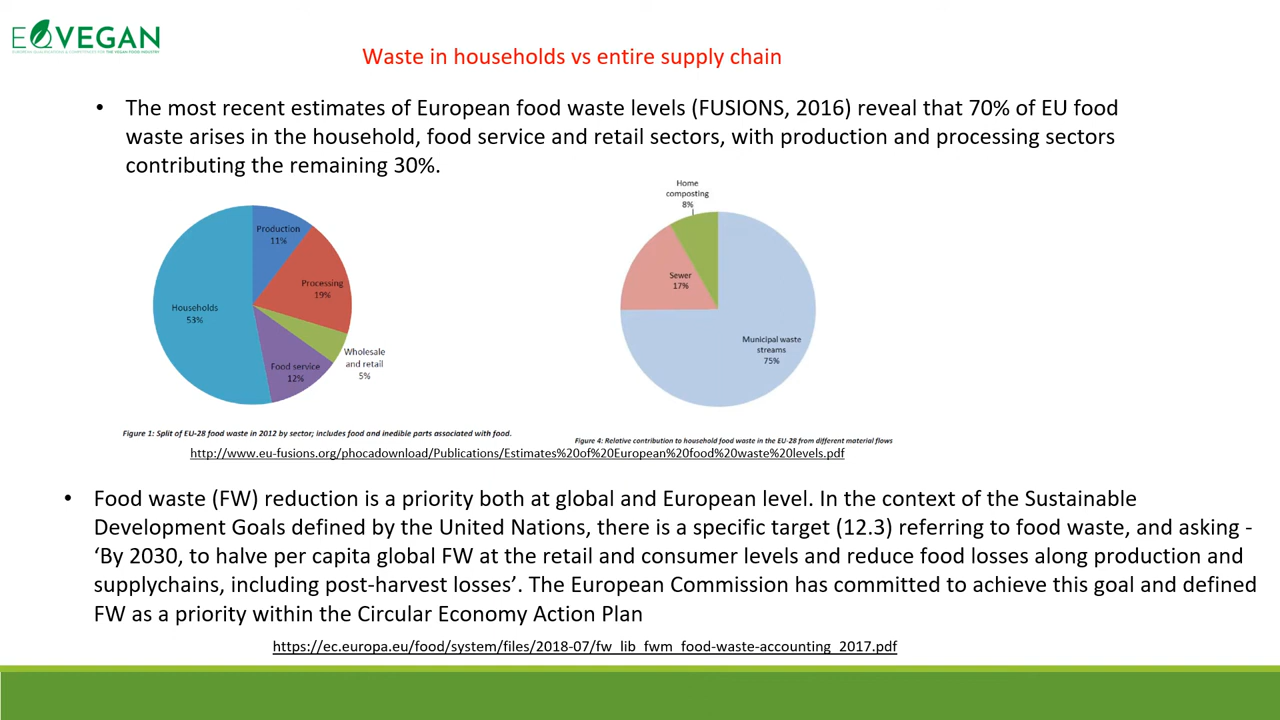 EQVEGAN
EUROPEAN QUALIFICATIONS & COMPETENCES FOR THE VEGAN FOOD INDUSTRY
Waste in households vs entire supply chain
• The most recent estimates of European food waste levels (FUSIONS, 2016) reveal that 70% of EU food
waste arises in the household, food service and retail sectors, with production and processing sectors
contributing the remaining 30%.
Production
11%
Processing
19%
Households
53%
Wholesale
and retail
5%
Food service
12%
Figure 1: Split of EU-28 food waste in 2012 by sector; includes food and inedible parts associated with food.
Home
composting
8%
Sewer
17%
Municipal waste
streams
75%
Figure 4: Relative contribution to household food waste in the EU-28 from different material flows
http://www.eu-fusions.org/phocadownload/Publications/Estimates%20of%20European%20food%20waste%20levels.pdf
• Food waste (FW) reduction is a priority both at global and European level. In the context of the Sustainable
Development Goals defined by the United Nations, there is a specific target (12.3) referring to food waste, and asking -
‘By 2030, to halve per capita global FW at the retail and consumer levels and reduce food losses along production and
supplychains, including post-harvest losses’. The European Commission has committed to achieve this goal and defined
FW as a priority within the Circular Economy Action Plan
https://ec.europa.eu/food/system/files/2018-07/fw_lib_fwm_food-waste-accounting_2017.pdf